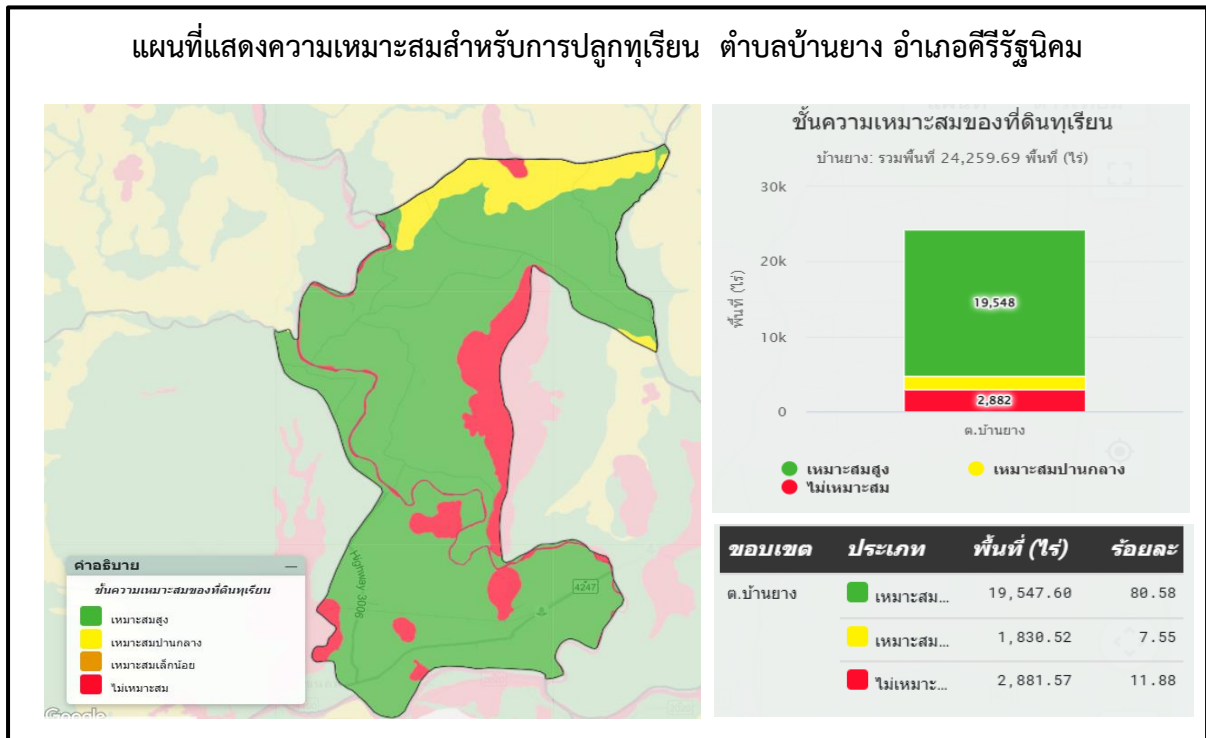 แผนที่แสดงความเหมาะสมสำหรับการปลูกทุเรียน ตำบลบ้านยาง อำเภอคีรีรัฐนิคม
Highway 3006
4247
คำอธิบาย
ชั้นความเหมาะสมของที่ดินทุเรียน
เหมาะสมสูง
เหมาะสมปานกลาง
เหมาะสมเล็กน้อย
ไม่เหมาะสม
Google
ชั้นความเหมาะสมของที่ดินทุเรียน
บ้านยาง: รวมพื้นที่ 24,259.69 พื้นที่ (ไร่)
30k
20k
10k
0
พื้นที่ (ไร่)
19,548
2,882
ต.บ้านยาง
เหมาะสมสูง เหมาะสมปานกลาง
ไม่เหมาะสม
ขอบเขต ประเภท พื้นที่ (ไร่) ร้อยละ
ต.บ้านยาง เหมาะสม... 19,547.60 80.58
เหมาะสม... 1,830.52 7.55
ไม่เหมาะ... 2,881.57 11.88